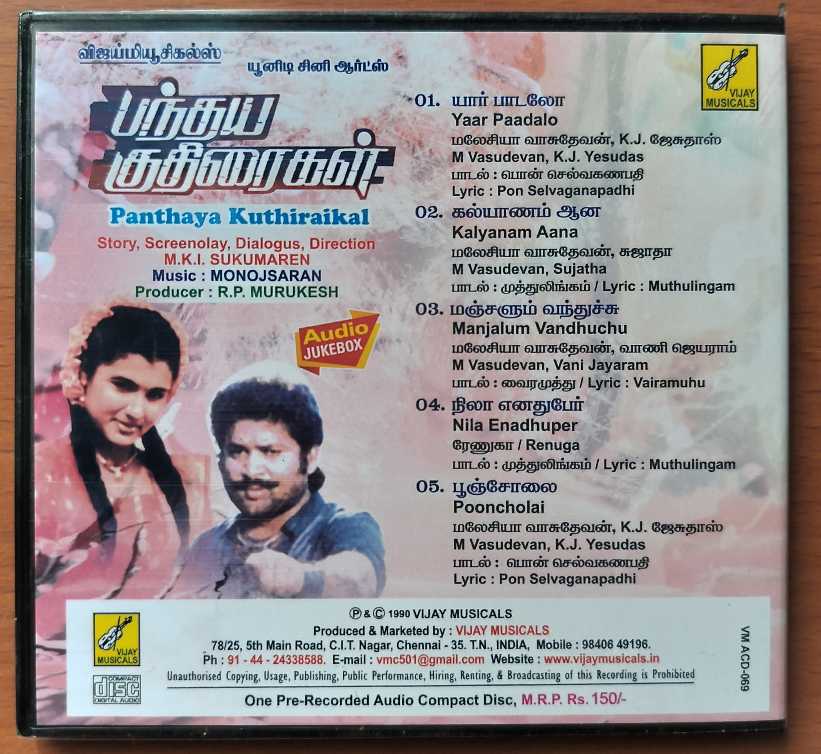 விஜய்மியூசிகல்ஸ்
யூனிடி சினி ஆர்ட்ஸ்
பந்தய
குதிரைகள்
Panthaya Kuthiraikal
Story, Screenolay, Dialogus, Direction
M.K.I. SUKUMAREN
Music : MONOJSARAN
Producer : R.P. MURUKESH
Audio
JUKEBOX
VIJAY
MUSICALS
01. யார் பாடலோ
Yaar Paadalo
மலேசியா வாசுதேவன், K.J. ஜேசுதாஸ்
M Vasudevan, K.J. Yesudas
பாடல் : பொன் செல்வகணபதி
Lyric : Pon Selvaganapadhi
02. கல்யாணம் ஆன
Kalyanam Aana
மலேசியா வாசுதேவன், சுஜாதா
M Vasudevan, Sujatha
பாடல் : முத்துலிங்கம் / Lyric : Muthulingam
03. மஞ்சளும் வந்துச்சு
Manjalum Vandhuchu
மலேசியா வாசுதேவன், வாணி ஜெயராம்
M Vasudevan, Vani Jayaram
பாடல் : வைரமுத்து / Lyric : Vairamuhu
04. நிலா எனதுபேர்
Nila Enadhuper
ரேணுகா / Renuga
பாடல் : முத்துலிங்கம் / Lyric : Muthulingam
05. பூஞ்சோலை
Pooncholai
மலேசியா வாசுதேவன், K.J. ஜேசுதாஸ்
M Vasudevan, K.J. Yesudas
பாடல் : பொன் செல்வகணபதி
Lyric : Pon Selvaganapadhi
VIJAY
MUSICALS
COMPACT
disc
DIGITAL AUDIO
℗ & © 1990 VIJAY MUSICALS
Produced & Marketed by : VIJAY MUSICALS
78/25, 5th Main Road, C.I.T. Nagar, Chennai - 35. T.N., INDIA, Mobile : 98406 49196.
Ph : 91 - 44 - 24338588. E-mail : vmc501@gmail.com Website : www.vijaymusicals.in
Unauthorised Copying, Usage, Publishing, Public Performance, Hiring, Renting, & Broadcasting of this Recording is Prohibited
One Pre-Recorded Audio Compact Disc, M.R.P. Rs. 150/-
VM ACD-069